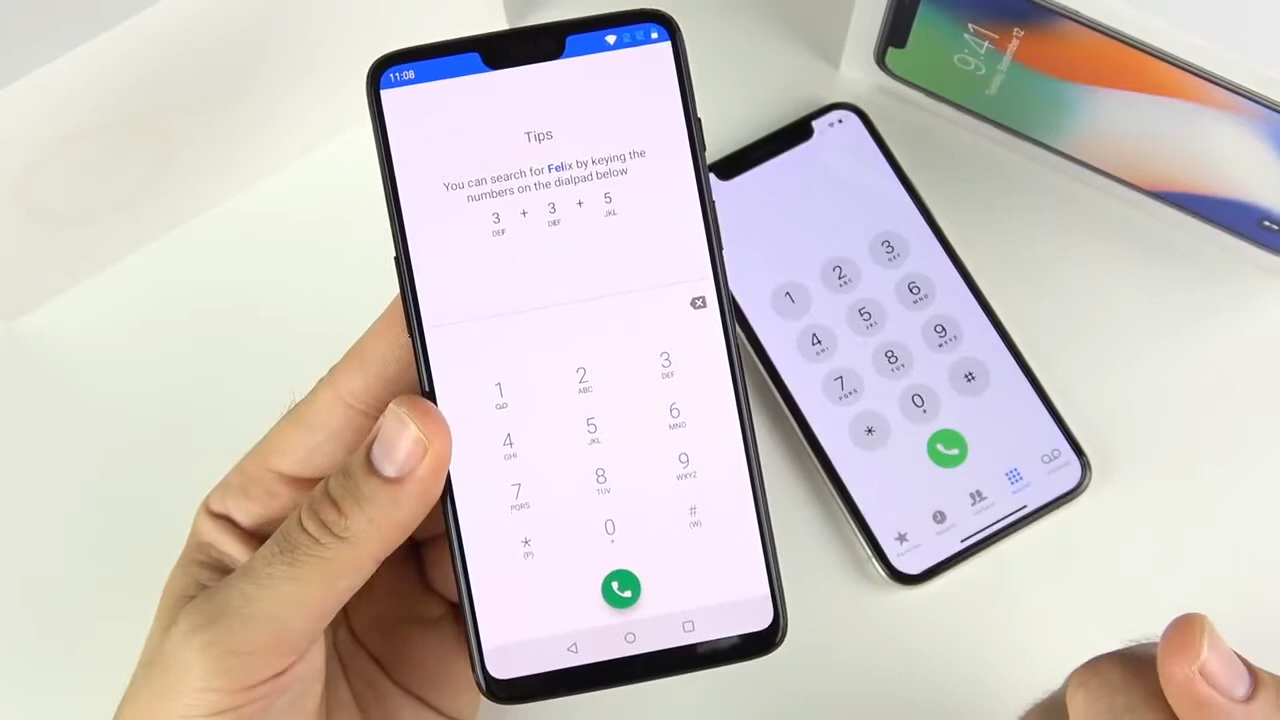 11:08
Tips
You can search for Felix by keying the
numbers on the dialpad below
3 + 3 + 5
DEF DEF JKL
1 2 3
ABC DEF
4 5 6
GHI JKL MNO
7 8 9
PQRS TUV WXYZ
* 0 #
(P) + (W)
1 2 3
ABC DEF
4 5 6
GHI JKL MNO
7 8 9
PQRS TUV WXYZ
* 0 #
+
9:41
Tuesday, September 12